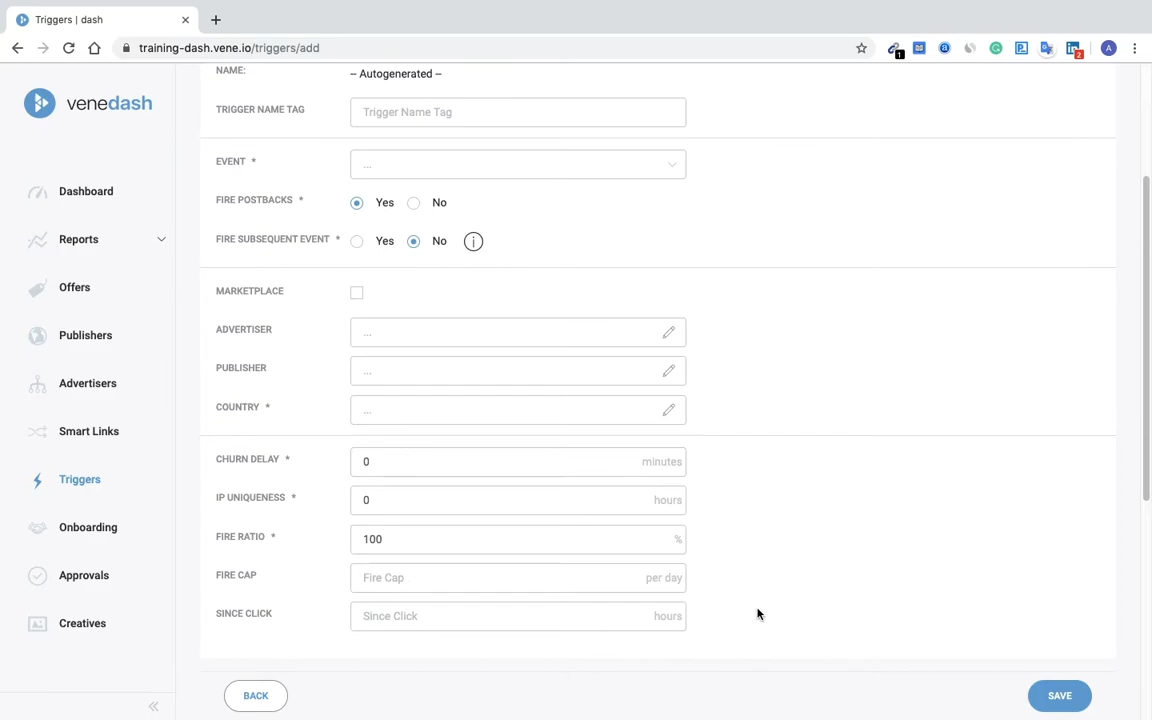 Triggers | dash
training-dash.vene.io/triggers/add
1
a
P
in
2
A
venedash
Dashboard
Reports
Offers
Publishers
Advertisers
Smart Links
Triggers
Onboarding
Approvals
Creatives
NAME: -- Autogenerated --
TRIGGER NAME TAG Trigger Name Tag
EVENT * ...
FIRE POSTBACKS * Yes No
FIRE SUBSEQUENT EVENT * Yes No i
MARKETPLACE
ADVERTISER ...
PUBLISHER ...
COUNTRY * ...
CHURN DELAY * 0 minutes
IP UNIQUENESS * 0 hours
FIRE RATIO * 100 %
FIRE CAP Fire Cap per day
SINCE CLICK Since Click hours
BACK SAVE